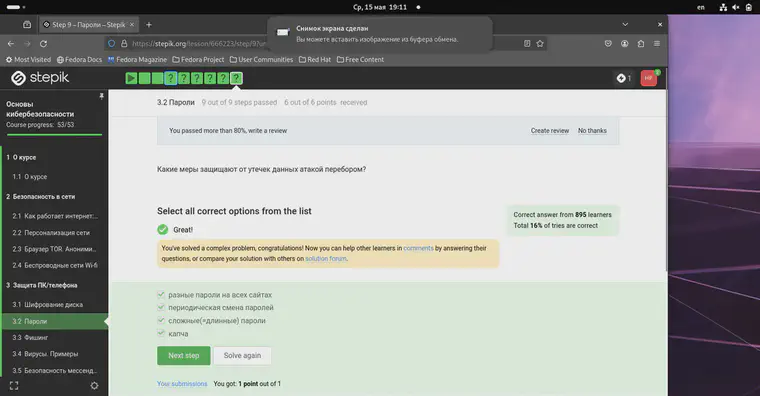 Ср, 15 мая 19:11
en
Step 9 – Пароли – Stepik
Снимок экрана сделан
Вы можете вставить изображение из буфера обмена.
https://stepik.org/lesson/666223/step/9?un
Most Visited Fedora Docs Fedora Magazine Fedora Project User Communities Red Hat Free Content
stepik
? ? ? ? ? ?
1
HF
Основы
кибербезопасности
Course progress: 53/53
1 О курсе
1.1 О курсе
2 Безопасность в сети
2.1 Как работает интернет:...
2.2 Персонализация сети
2.3 Браузер TOR. Аноними...
2.4 Беспроводные сети Wi-fi
3 Защита ПК/телефона
3.1 Шифрование диска
3.2 Пароли
3.3 Фишинг
3.4 Вирусы. Примеры
3.5 Безопасность мессенд...
3.2 Пароли 9 out of 9 steps passed 6 out of 6 points received
You passed more than 80%, write a review
Create review No thanks
Какие меры защищают от утечек данных атакой перебором?
Select all correct options from the list
Great!
Correct answer from 895 learners
Total 16% of tries are correct
You've solved a complex problem, congratulations! Now you can help other learners in comments by answering their
questions, or compare your solution with others on solution forum.
разные пароли на всех сайтах
периодическая смена паролей
сложные(=длинные) пароли
капча
Next step Solve again
Your submissions You got: 1 point out of 1